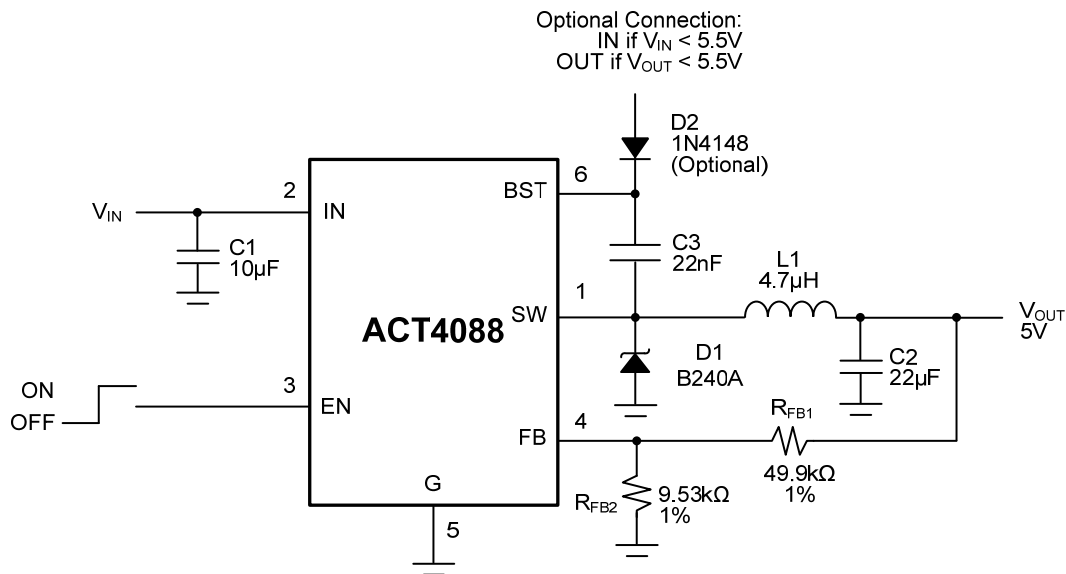 Optional Connection:
IN if VIN < 5.5V
OUT if VOUT < 5.5V
D2
1N4148
(Optional)
6
BST
2
IN
VIN
C1
10µF
C3
22nF
L1
4.7µH
1
SW
ACT4088
VOUT
5V
D1
B240A
C2
22µF
ON
OFF
3
EN
4
FB
RFB1
49.9kΩ
1%
G
RFB2
9.53kΩ
1%
5